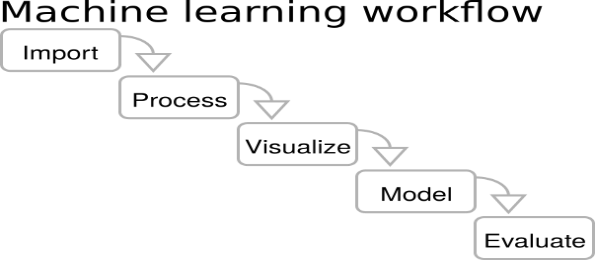 Machine learning workflow
Import
Process
Visualize
Model
Evaluate